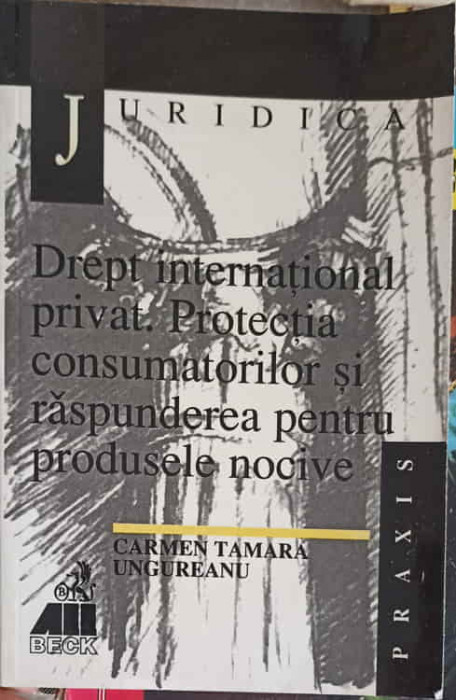 JURIDICA
Drept internațional
privat. Protecția
consumatorilor și
răspunderea pentru
produsele nocive
CARMEN TAMARA
UNGUREANU
PRAXIS
B
ALL
BECK